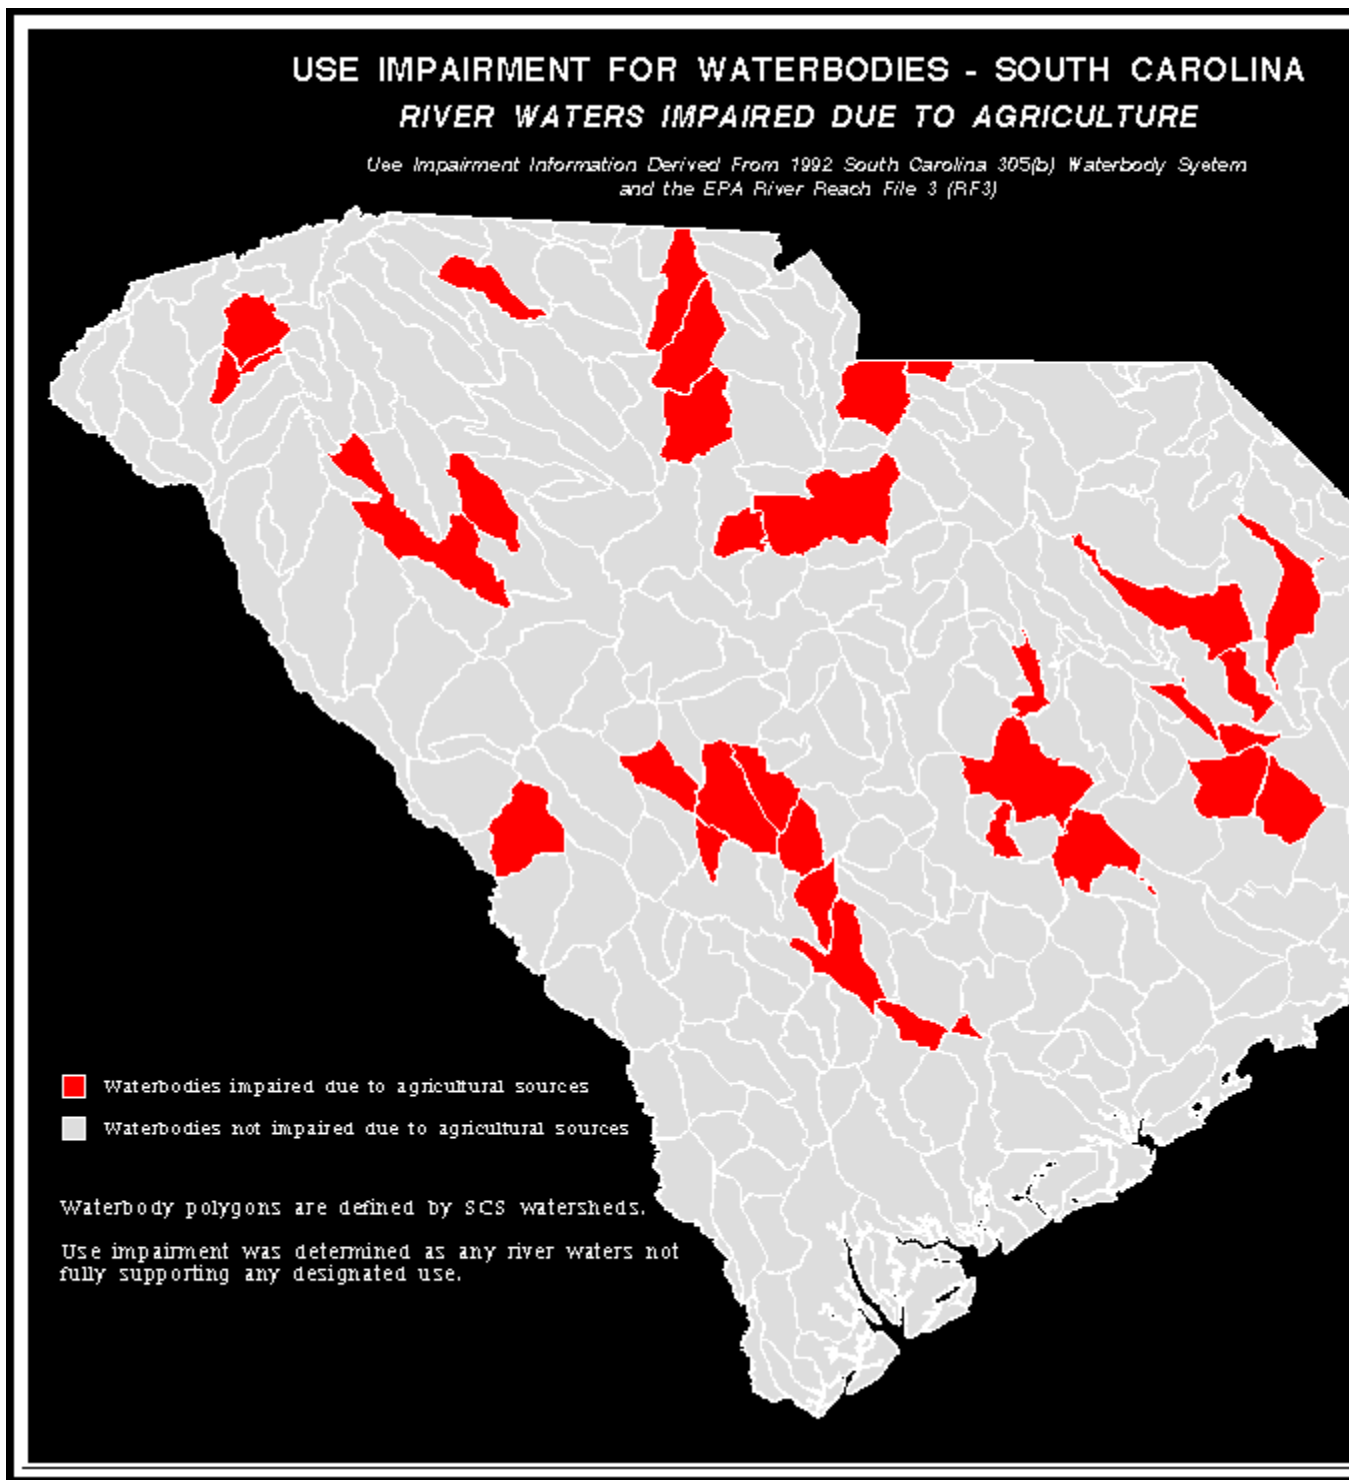 USE IMPAIRMENT FOR WATERBODIES - SOUTH CAROLINA
RIVER WATERS IMPAIRED DUE TO AGRICULTURE
Use Impairment Information Derived From 1992 South Carolina 305(b) Waterbody System
and the EPA River Reach File 3 (RF3)
Waterbodies impaired due to agricultural sources
Waterbodies not impaired due to agricultural sources
Waterbody polygons are defined by SCS watersheds.
Use impairment was determined as any river waters not
fully supporting any designated use.